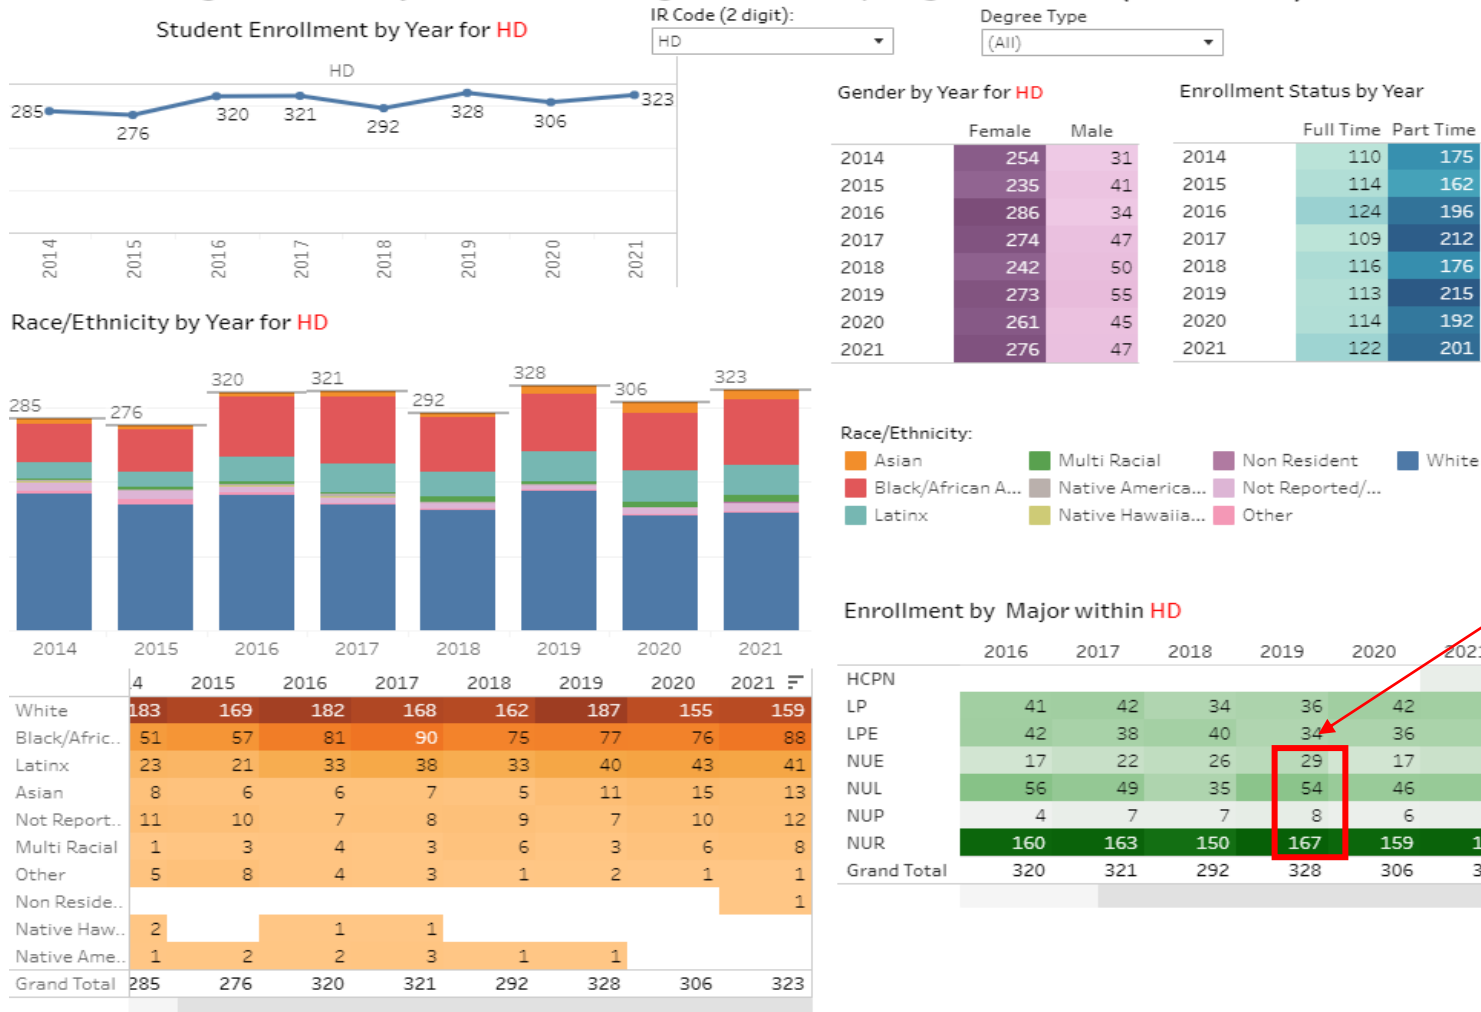 IR Code (2 digit):
Degree Type
Student Enrollment by Year for HD
HD
(All)
HD
285
276
320
321
292
328
306
323
2014
2015
2016
2017
2018
2019
2020
2021
Gender by Year for HD
Female Male
2014 254 31
2015 235 41
2016 286 34
2017 274 47
2018 242 50
2019 273 55
2020 261 45
2021 276 47
Enrollment Status by Year
Full Time Part Time
2014 110 175
2015 114 162
2016 124 196
2017 109 212
2018 116 176
2019 113 215
2020 114 192
2021 122 201
Race/Ethnicity by Year for HD
285
276
320
321
292
328
306
323
2014 2015 2016 2017 2018 2019 2020 2021
Race/Ethnicity:
Asian
Black/African A...
Latinx
Multi Racial
Native America...
Native Hawaiia...
Non Resident
Not Reported/...
Other
White
4 2015 2016 2017 2018 2019 2020 2021
White 183 169 182 168 162 187 155 159
Black/Afric.. 51 57 81 90 75 77 76 88
Latinx 23 21 33 38 33 40 43 41
Asian 8 6 6 7 5 11 15 13
Not Report.. 11 10 7 8 9 7 10 12
Multi Racial 1 3 4 3 6 3 6 8
Other 5 8 4 3 1 2 1 1
Non Reside.. 1
Native Haw.. 2 1 1
Native Ame.. 1 2 2 3 1 1
Grand Total 285 276 320 321 292 328 306 323
Enrollment by Major within HD
2016 2017 2018 2019 2020
HCPN
LP 41 42 34 36 42
LPE 42 38 40 34 36
NUE 17 22 26 29 17
NUL 56 49 35 54 46
NUP 4 7 7 8 6
NUR 160 163 150 167 159
Grand Total 320 321 292 328 306